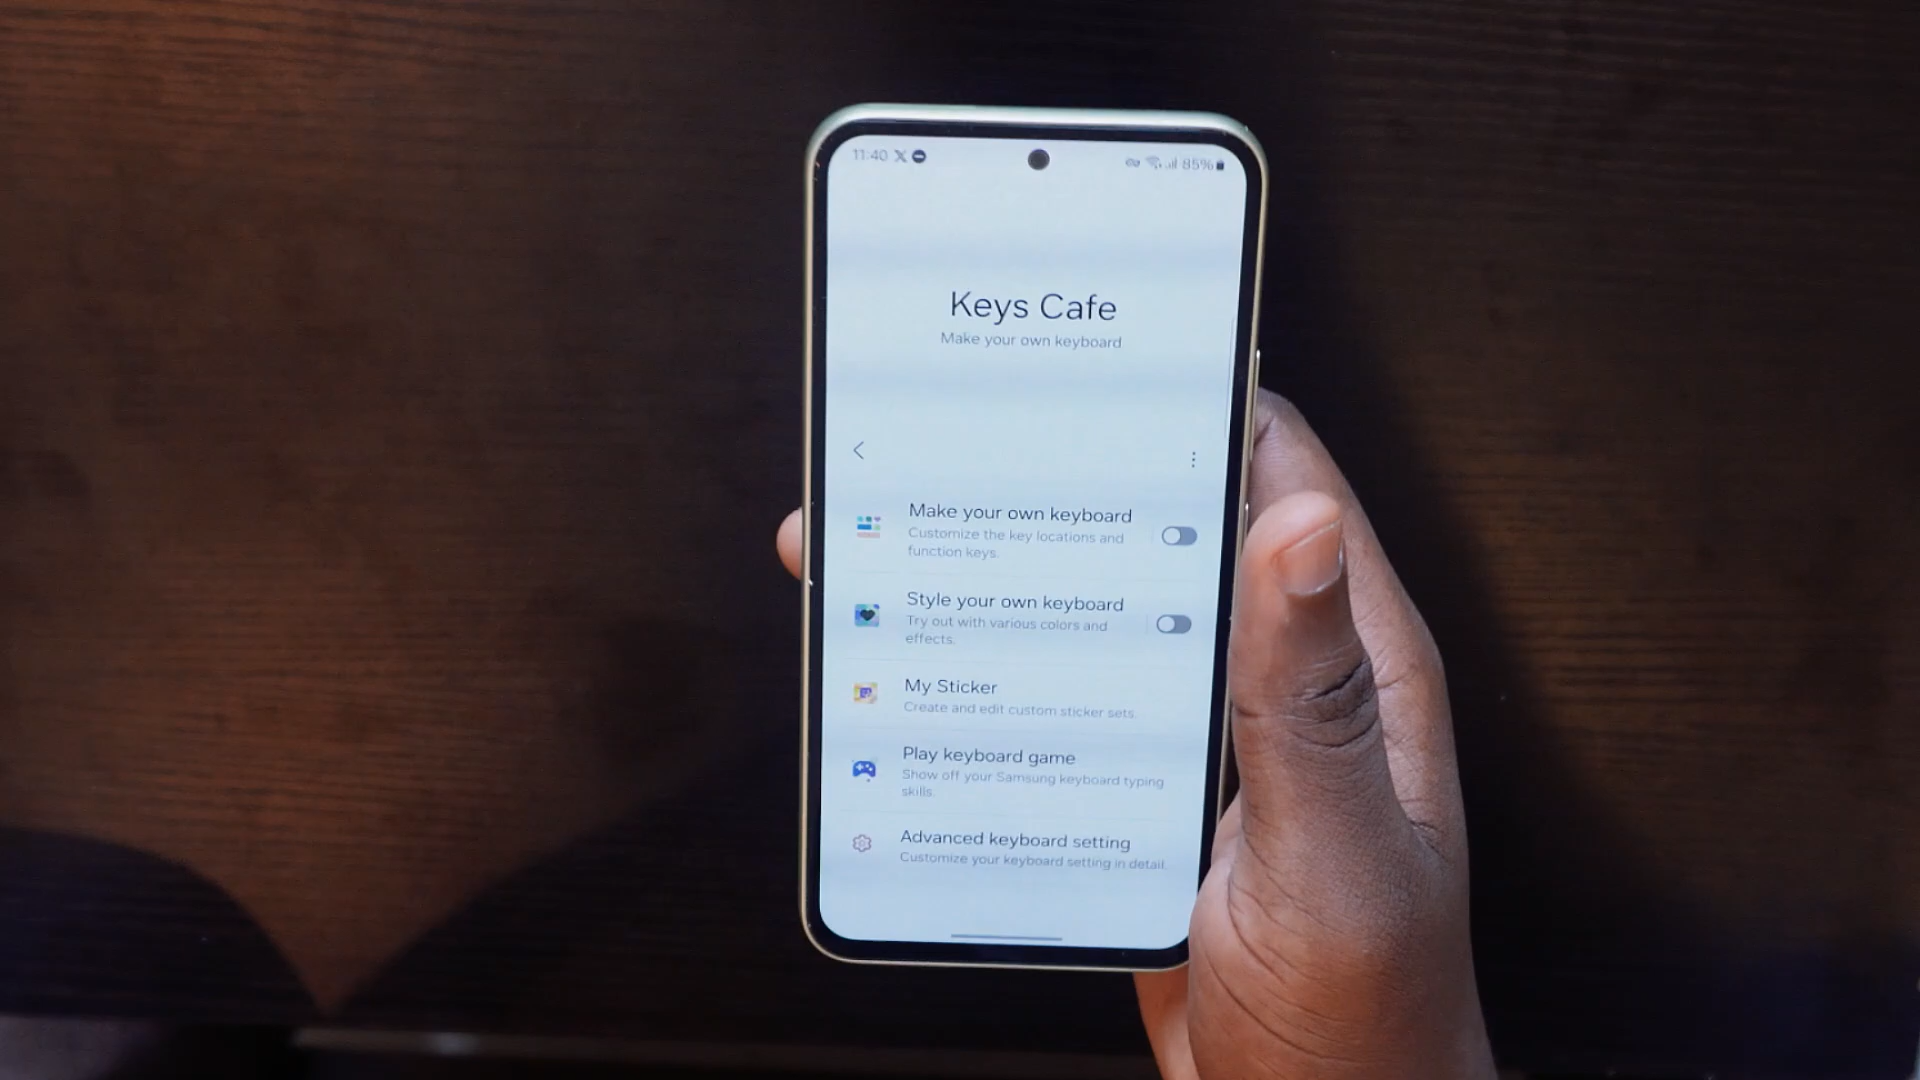 11:40 X 85%
Keys Cafe
Make your own keyboard
Make your own keyboard
Customize the key locations and
function keys.
Style your own keyboard
Try out with various colors and
effects.
My Sticker
Create and edit custom sticker sets.
Play keyboard game
Show off your Samsung keyboard typing
skills.
Advanced keyboard setting
Customize your keyboard setting in detail.